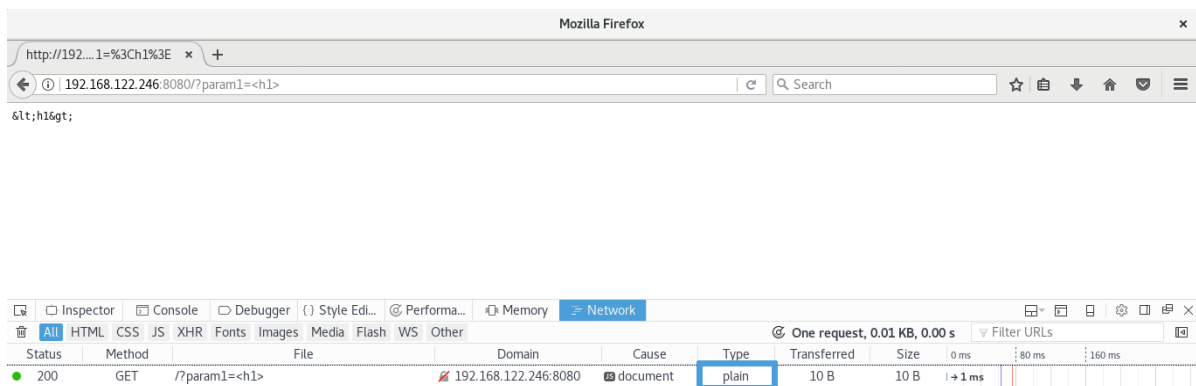 Mozilla Firefox ×
http://192....1=%3Ch1%3E × +
192.168.122.246:8080/?param1=<h1> Search
&lt;h1&gt;
Inspector Console Debugger {} Style Edi... Performa... Memory Network
All HTML CSS JS XHR Fonts Images Media Flash WS Other One request, 0.01 KB, 0.00 s Filter URLs
Status Method File Domain Cause Type Transferred Size 0 ms 80 ms 160 ms
200 GET /?param1=<h1> 192.168.122.246:8080 JS document plain 10 B 10 B → 1 ms